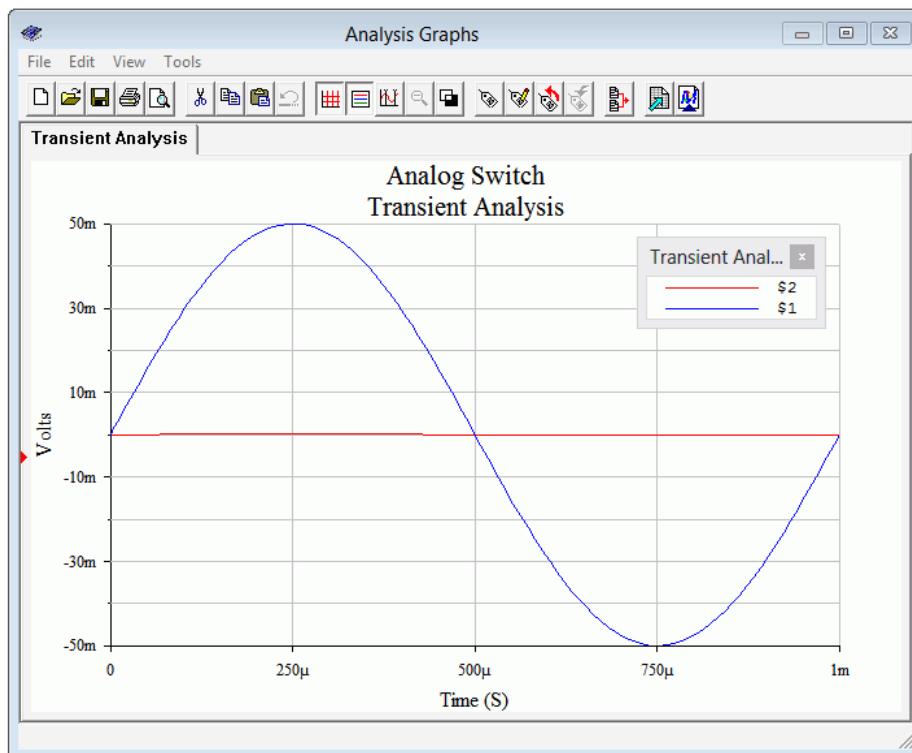 Analysis Graphs
File Edit View Tools
Transient Analysis
Analog Switch
Transient Analysis
Transient Anal...
$2
$1
50m
30m
10m
-10m
-30m
-50m
Volts
0 250µ 500µ 750µ 1m
Time (S)